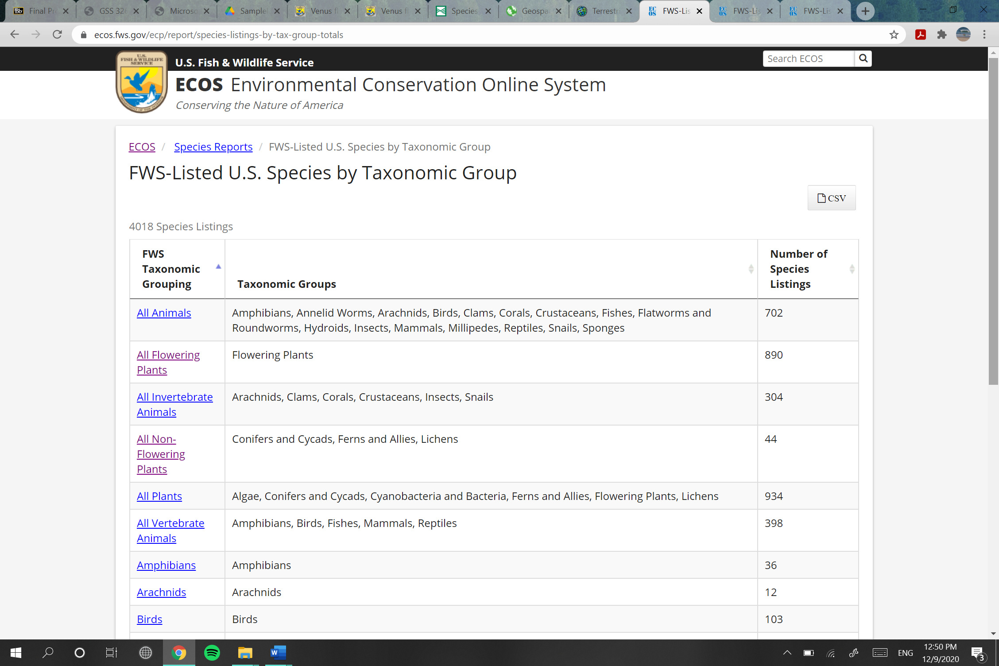 Final Pr
GSS 326
Microso
Sample
Venus fl
Venus fl
Species
Geospa
Terrestri
FWS-Lis
FWS-Lis
FWS-Lis
ecos.fws.gov/ecp/report/species-listings-by-tax-group-totals
U.S.
FISH & WILDLIFE
SERVICE
U.S. Fish & Wildlife Service
Search ECOS
ECOS Environmental Conservation Online System
Conserving the Nature of America
ECOS / Species Reports / FWS-Listed U.S. Species by Taxonomic Group
FWS-Listed U.S. Species by Taxonomic Group
CSV
4018 Species Listings
FWS
Taxonomic
Grouping
Taxonomic Groups
Number of
Species
Listings
All Animals
Amphibians, Annelid Worms, Arachnids, Birds, Clams, Corals, Crustaceans, Fishes, Flatworms and
Roundworms, Hydroids, Insects, Mammals, Millipedes, Reptiles, Snails, Sponges
702
All Flowering
Plants
Flowering Plants
890
All Invertebrate
Animals
Arachnids, Clams, Corals, Crustaceans, Insects, Snails
304
All Non-
Flowering
Plants
Conifers and Cycads, Ferns and Allies, Lichens
44
All Plants
Algae, Conifers and Cycads, Cyanobacteria and Bacteria, Ferns and Allies, Flowering Plants, Lichens
934
All Vertebrate
Animals
Amphibians, Birds, Fishes, Mammals, Reptiles
398
Amphibians
Amphibians
36
Arachnids
Arachnids
12
Birds
Birds
103
ENG
12:50 PM
12/9/2020
3